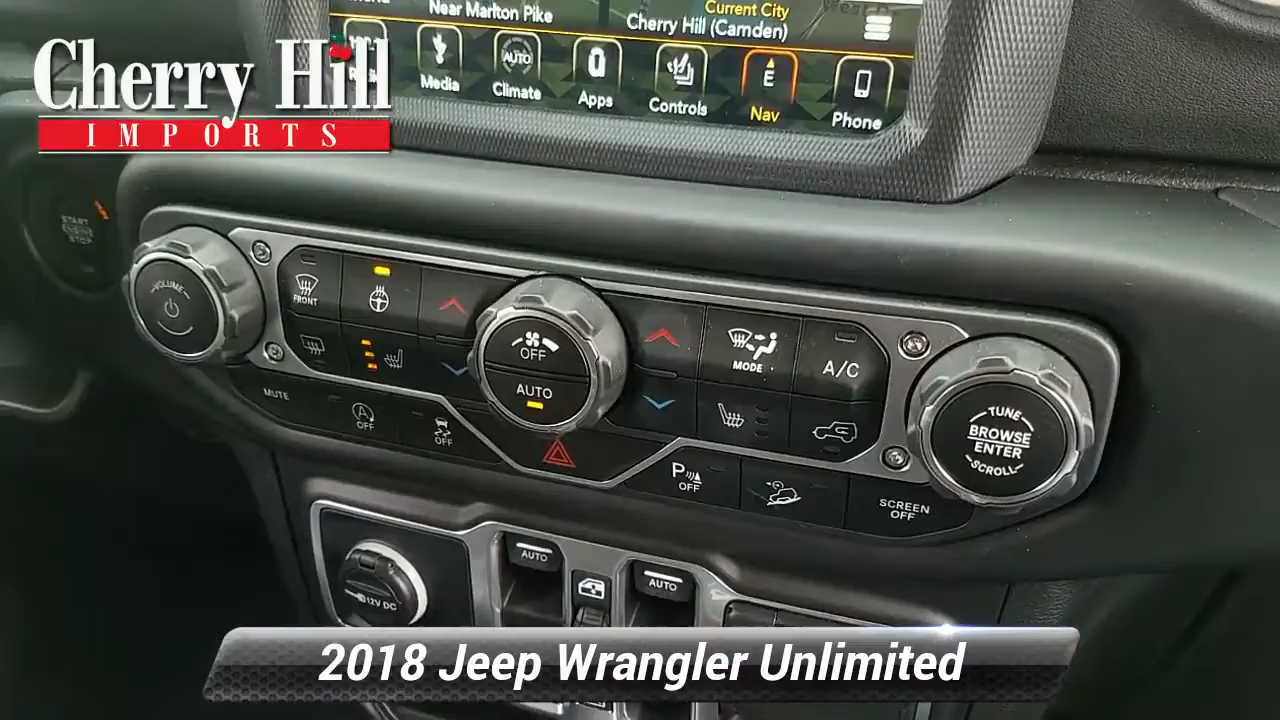 Near Marlton Pike
Current City
Cherry Hill (Camden)
Media
AUTO
Climate
Apps
Controls
E
Nav
Phone
Cherry Hill
IMPORTS
START
ENGINE
STOP
VOLUME
FRONT
OFF
AUTO
MODE
A/C
MUTE
A
OFF
OFF
P
OFF
TUNE
BROWSE
ENTER
SCROLL
SCREEN
OFF
12V DC
AUTO
AUTO
2018 Jeep Wrangler Unlimited